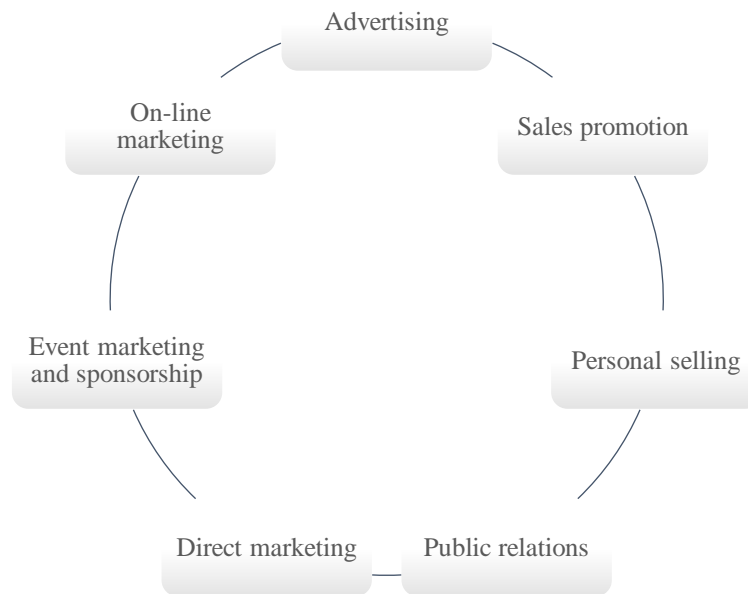 Advertising
Sales promotion
Personal selling
Public relations
Direct marketing
Event marketing
and sponsorship
On-line
marketing